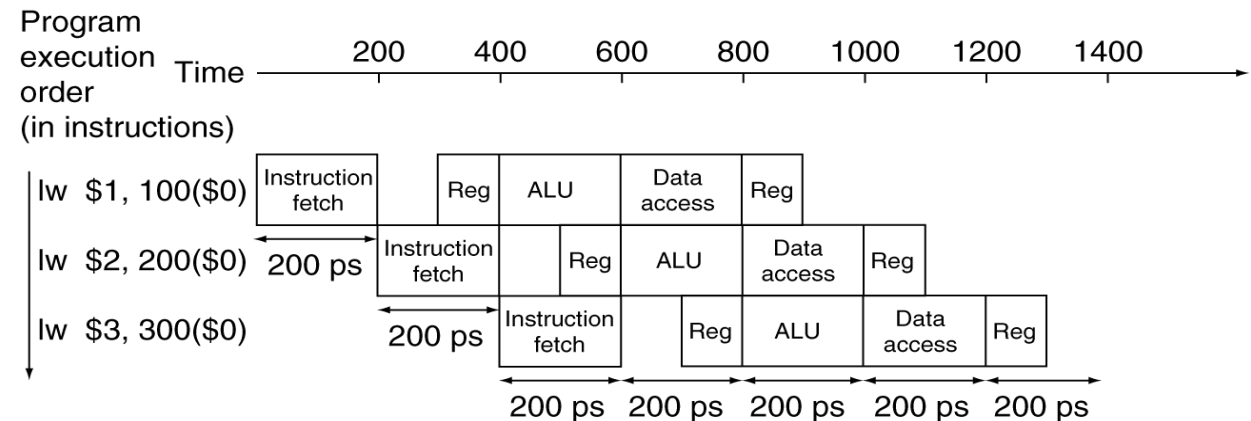 Program
execution
order
(in instructions)
Time
200 400 600 800 1000 1200 1400
lw $1, 100($0) Instruction fetch Reg ALU Data access Reg
200 ps
lw $2, 200($0) Instruction fetch Reg ALU Data access Reg
200 ps
lw $3, 300($0) Instruction fetch Reg ALU Data access Reg
200 ps 200 ps 200 ps 200 ps 200 ps